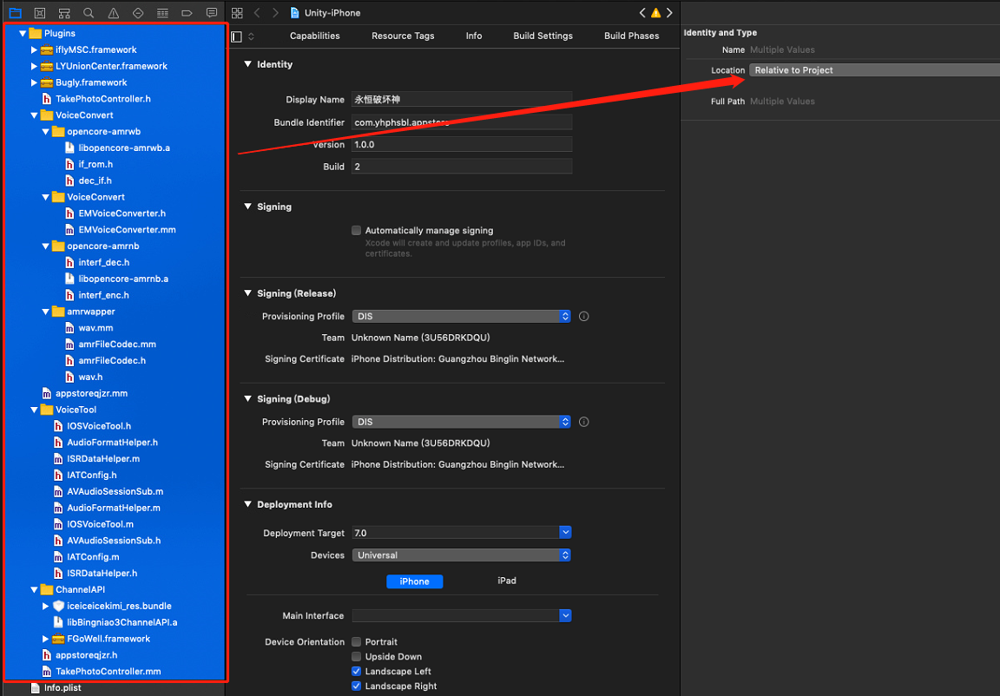 Plugins
iflyMSC.framework
LYUnionCenter.framework
Bugly.framework
TakePhotoController.h
VoiceConvert
opencore-amrwb
libopencore-amrwb.a
if_rom.h
dec_if.h
VoiceConvert
EMVoiceConverter.h
EMVoiceConverter.mm
opencore-amrnb
interf_dec.h
libopencore-amrnb.a
interf_enc.h
amrwapper
wav.mm
amrFileCodec.mm
amrFileCodec.h
wav.h
appstoreqjzr.mm
VoiceTool
IOSVoiceTool.h
AudioFormatHelper.h
ISRDataHelper.m
IATConfig.h
AVAudioSessionSub.m
AudioFormatHelper.m
IOSVoiceTool.m
AVAudioSessionSub.h
IATConfig.m
ISRDataHelper.h
ChannelAPI
iceiceicekimi_res.bundle
libBingniao3ChannelAPI.a
FGoWell.framework
appstoreqjzr.h
TakePhotoController.mm
Info.plist
Unity-iPhone
Capabilities Resource Tags Info Build Settings Build Phases
Identity
Display Name 永恒破坏神
Bundle Identifier com.yhphsbl.appstore
Version 1.0.0
Build 2
Signing
Automatically manage signing
Xcode will create and update profiles, app IDs, and
certificates.
Signing (Release)
Provisioning Profile DIS
Team Unknown Name (3U56DRKDQU)
Signing Certificate iPhone Distribution: Guangzhou Binglin Network...
Signing (Debug)
Provisioning Profile DIS
Team Unknown Name (3U56DRKDQU)
Signing Certificate iPhone Distribution: Guangzhou Binglin Network...
Deployment Info
Deployment Target 7.0
Devices Universal
iPhone iPad
Main Interface
Device Orientation Portrait
Upside Down
Landscape Left
Landscape Right
Identity and Type
Name Multiple Values
Location Relative to Project
Full Path Multiple Values